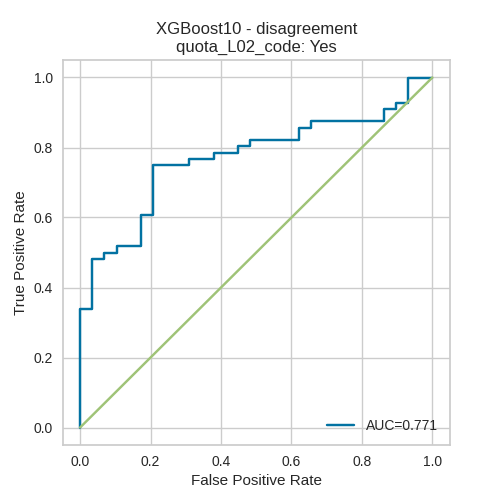 XGBoost10 - disagreement
quota_L02_code: Yes
True Positive Rate
1.0
0.8
0.6
0.4
0.2
0.0
AUC=0.771
0.0 0.2 0.4 0.6 0.8 1.0
False Positive Rate